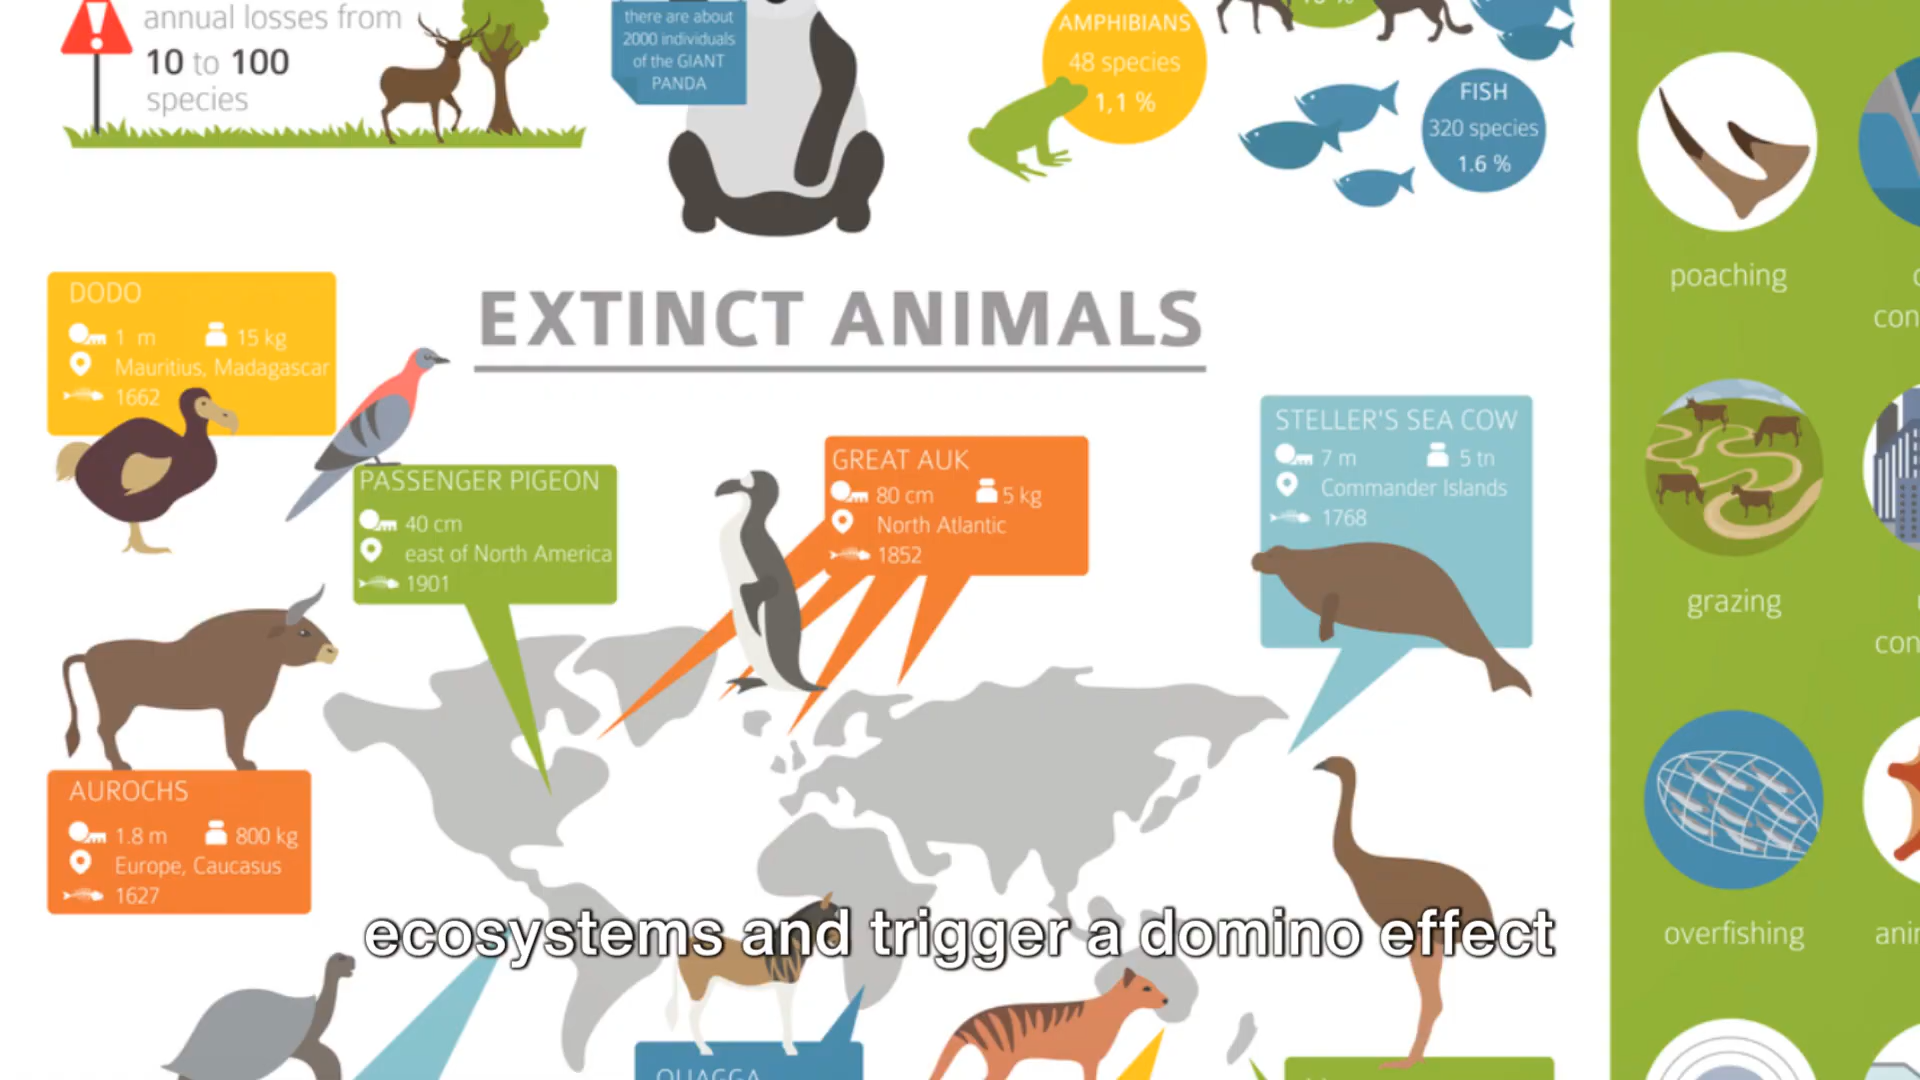 annual losses from
10 to 100
species
there are about
2000 individuals
of the GIANT
PANDA
AMPHIBIANS
48 species
1,1 %
FISH
320 species
1.6 %
poaching
con
EXTINCT ANIMALS
DODO
1 m 15 kg
Mauritius, Madagascar
1662
PASSENGER PIGEON
40 cm
east of North America
1901
GREAT AUK
80 cm 5 kg
North Atlantic
1852
STELLER'S SEA COW
7 m 5 tn
Commander Islands
1768
grazing
con
AUROCHS
1.8 m 800 kg
Europe, Caucasus
1627
overfishing
ani
ecosystems and trigger a domino effect
QUAGGA